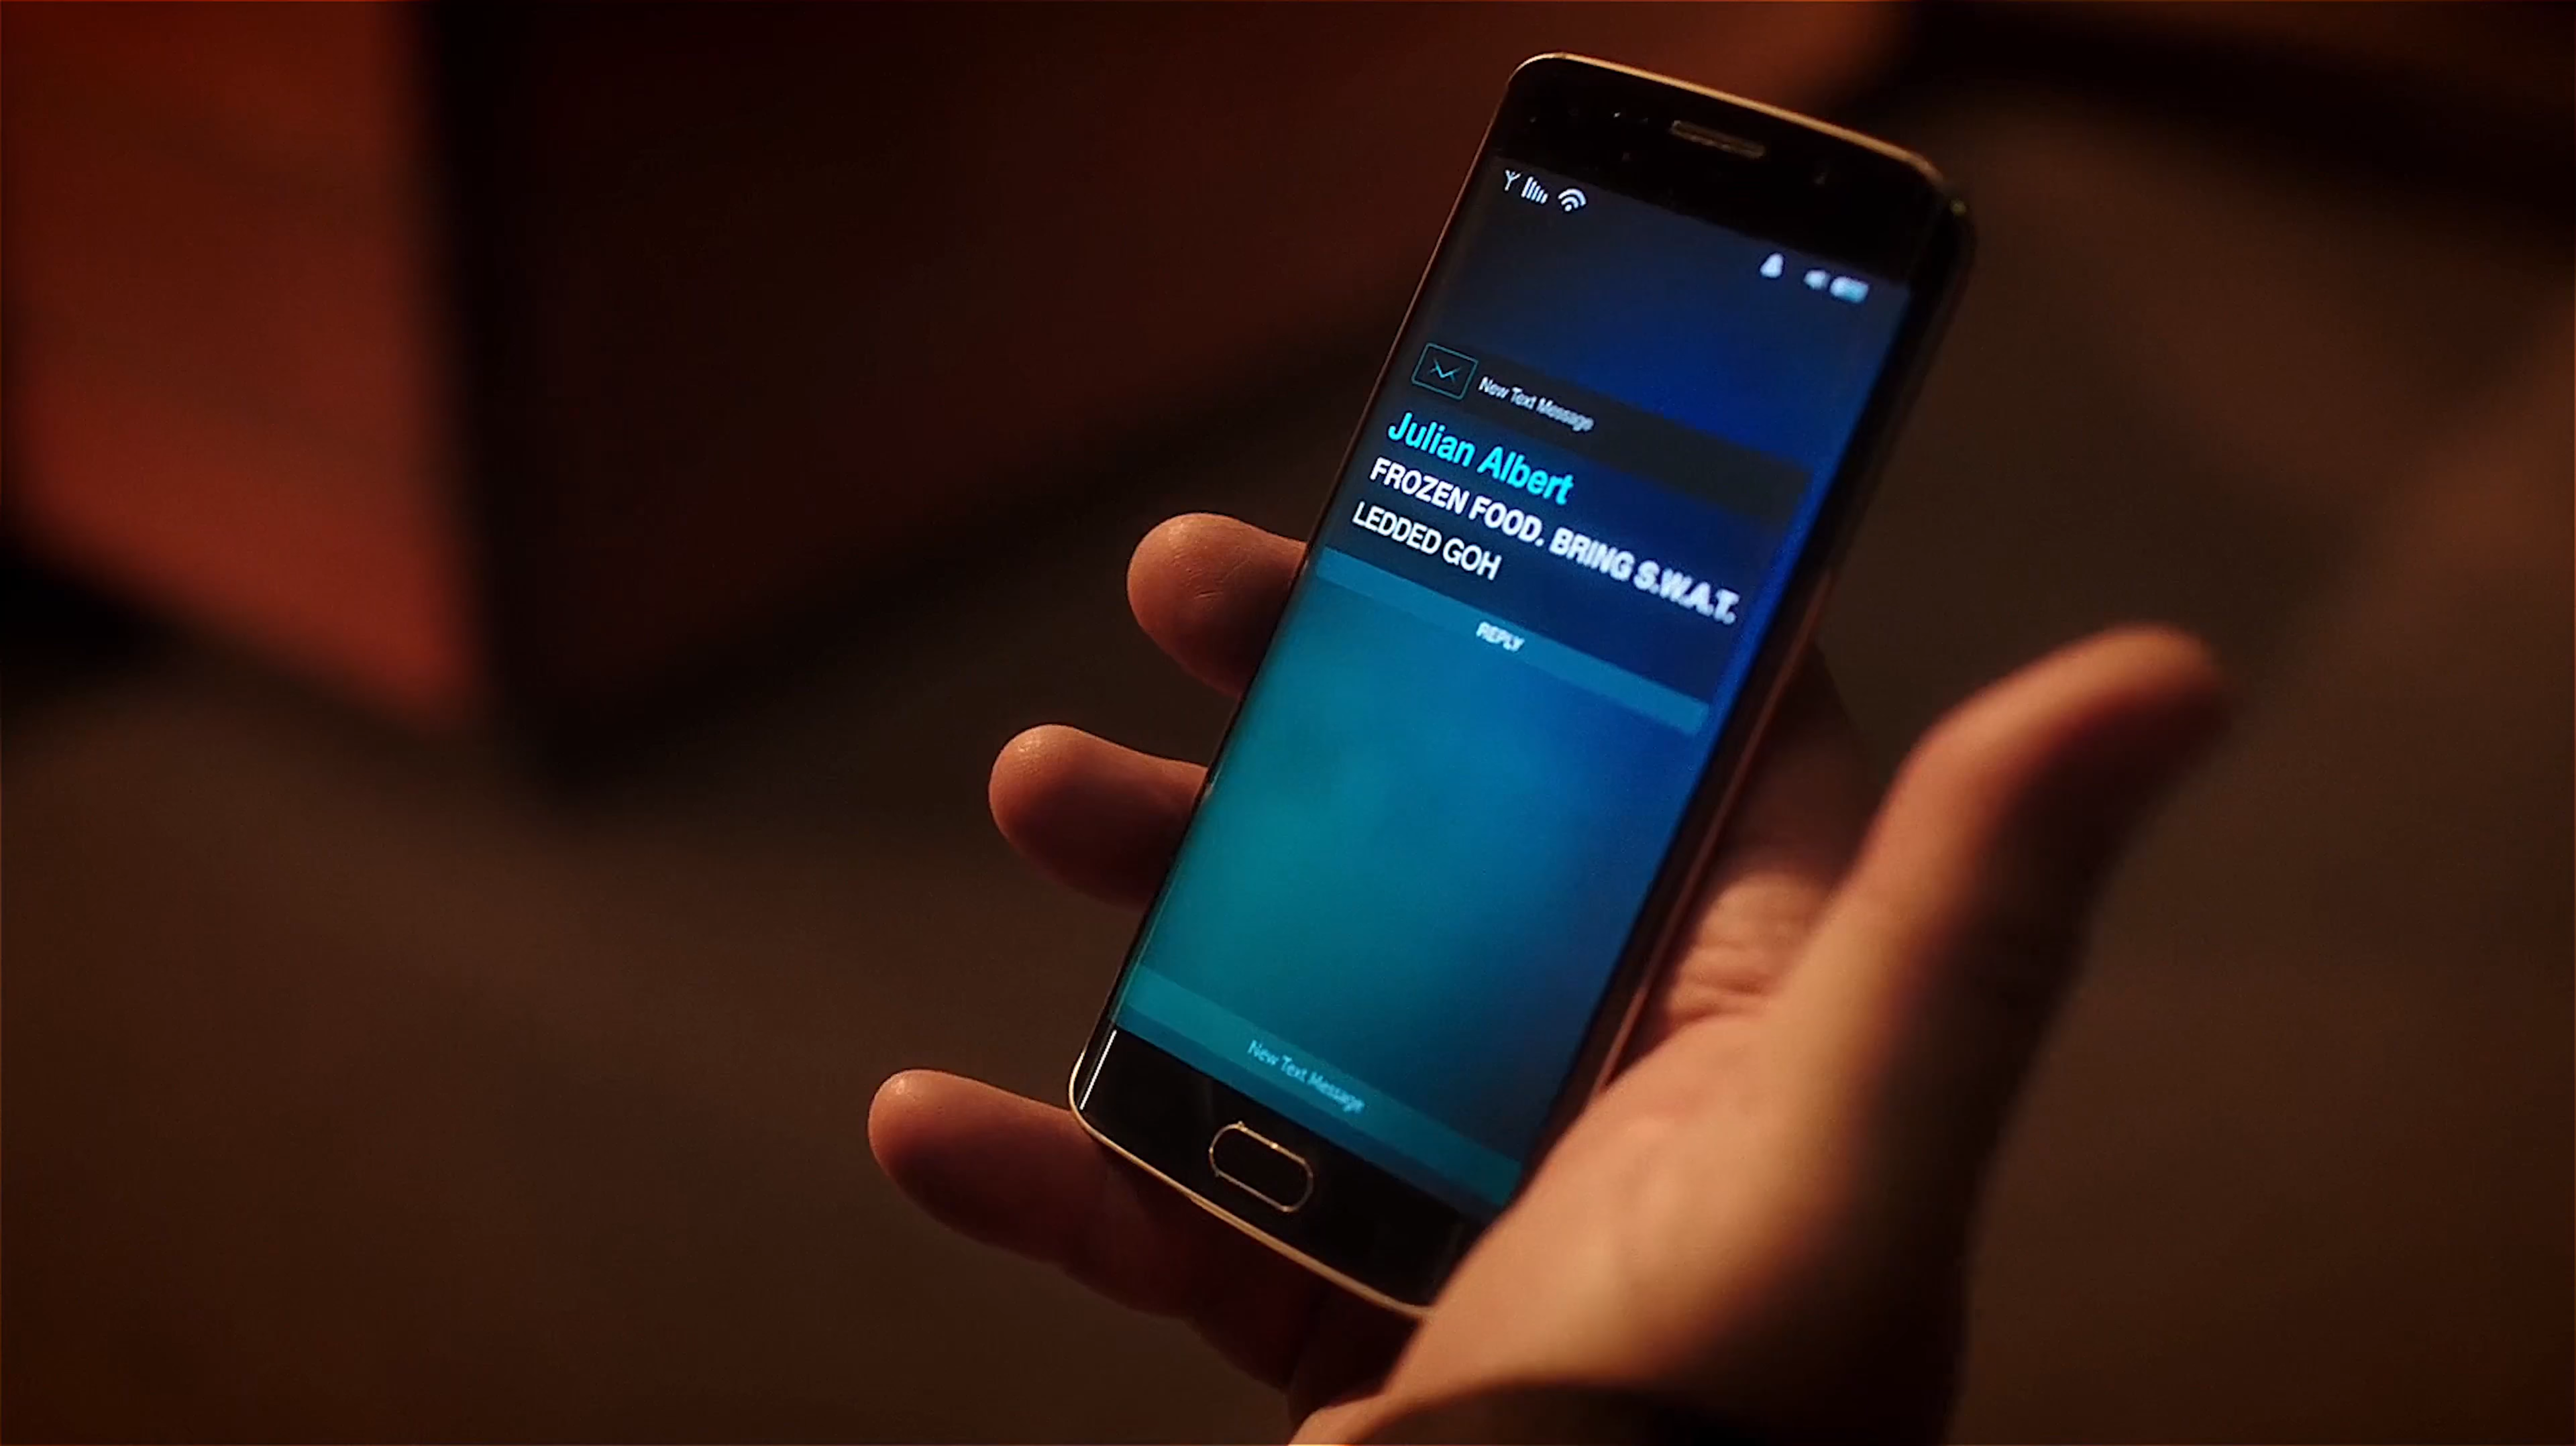 New Text Message
Julian Albert
FROZEN FOOD. BRING S.W.A.T.
LEDDED GOH
REPLY
New Text Message